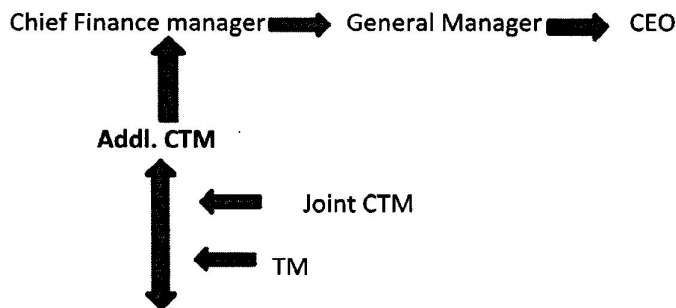 Chief Finance manager General Manager CEO
Addl. CTM
Joint CTM
TM